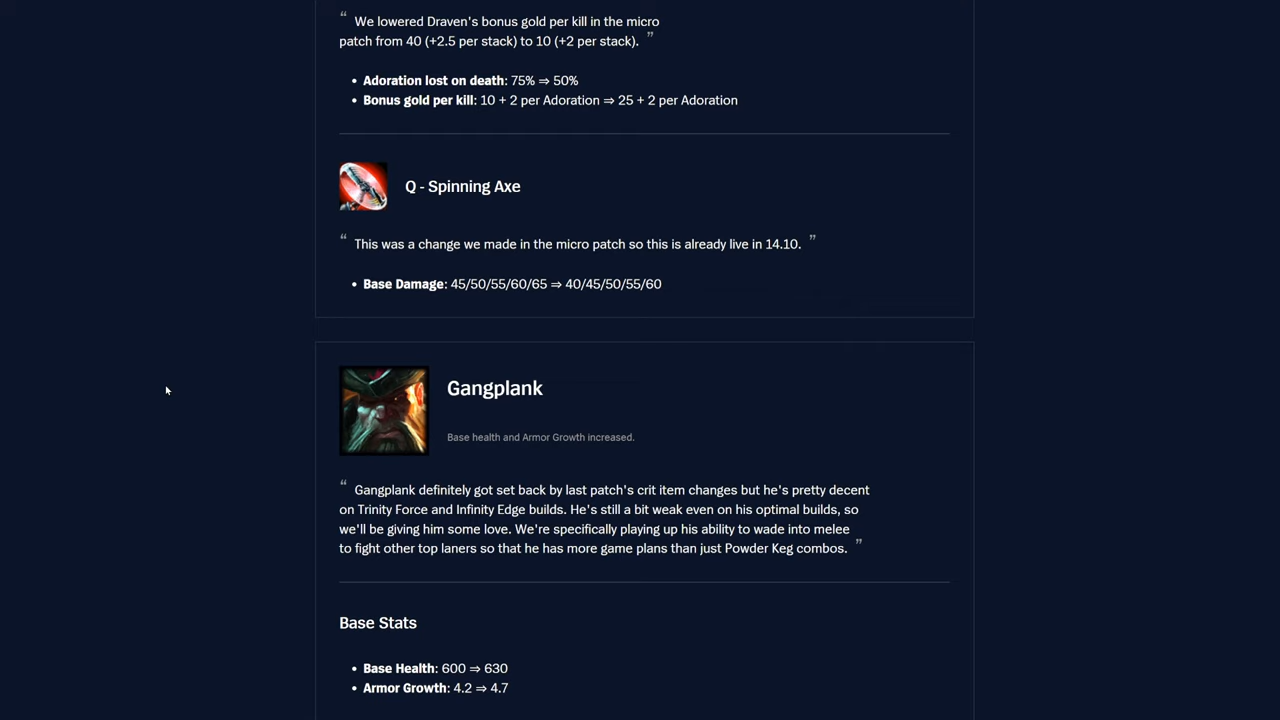 “ We lowered Draven's bonus gold per kill in the micro
patch from 40 (+2.5 per stack) to 10 (+2 per stack). ”
• Adoration lost on death: 75% ⇒ 50%
• Bonus gold per kill: 10 + 2 per Adoration ⇒ 25 + 2 per Adoration
Q - Spinning Axe
“ This was a change we made in the micro patch so this is already live in 14.10. ”
• Base Damage: 45/50/55/60/65 ⇒ 40/45/50/55/60
Gangplank
Base health and Armor Growth increased.
“ Gangplank definitely got set back by last patch's crit item changes but he's pretty decent
on Trinity Force and Infinity Edge builds. He's still a bit weak even on his optimal builds, so
we'll be giving him some love. We're specifically playing up his ability to wade into melee
to fight other top laners so that he has more game plans than just Powder Keg combos. ”
Base Stats
• Base Health: 600 ⇒ 630
• Armor Growth: 4.2 ⇒ 4.7